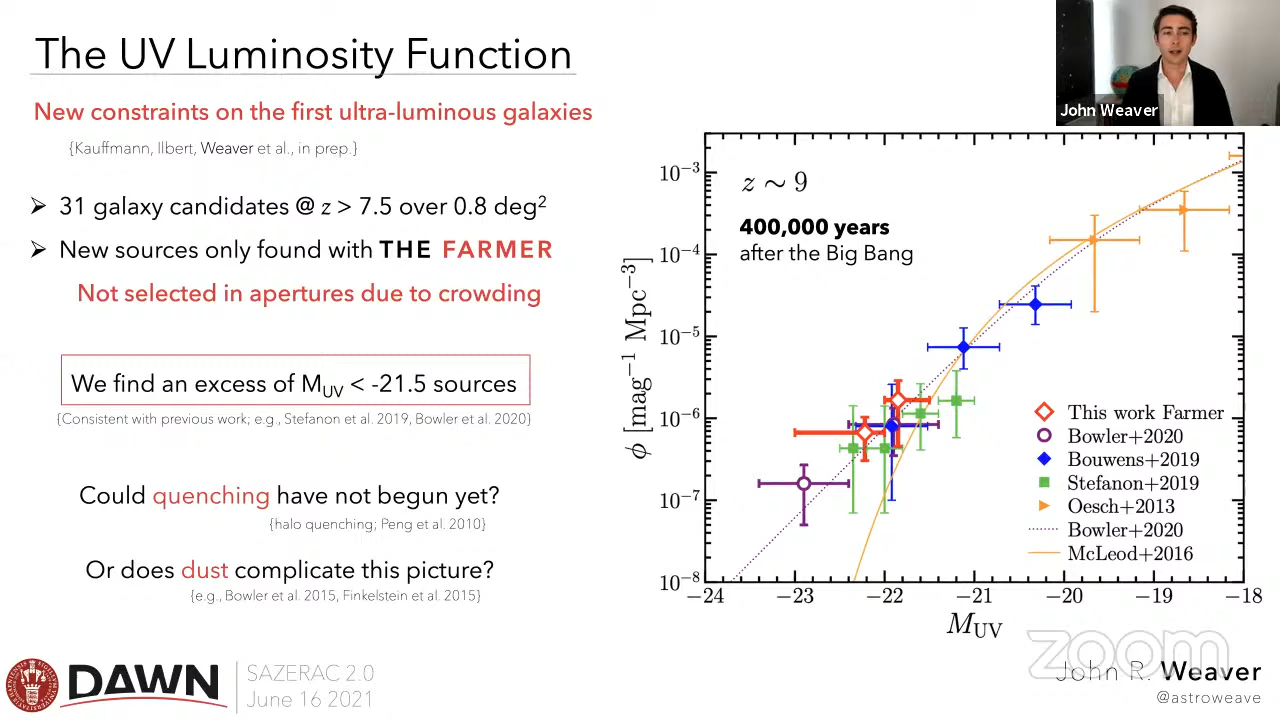 The UV Luminosity Function
New constraints on the first ultra-luminous galaxies
{Kauffmann, Ilbert, Weaver et al., in prep.}
➤ 31 galaxy candidates @ z > 7.5 over 0.8 deg²
➤ New sources only found with THE FARMER
Not selected in apertures due to crowding
We find an excess of M_UV < -21.5 sources
{Consistent with previous work; e.g., Stefanon et al. 2019, Bowler et al. 2020}
Could quenching have not begun yet?
{halo quenching; Peng et al. 2010}
Or does dust complicate this picture?
{e.g., Bowler et al. 2015, Finkelstein et al. 2015}
DAWN
SAZERAC 2.0
June 16 2021
John Weaver
z ∼ 9
400,000 years
after the Big Bang
10⁻³
10⁻⁴
10⁻⁵
10⁻⁶
10⁻⁷
10⁻⁸
ϕ [mag⁻¹ Mpc⁻³]
This work Farmer
Bowler+2020
Bouwens+2019
Stefanon+2019
Oesch+2013
Bowler+2020
McLeod+2016
−24 −23 −22 −21 −20 −19 −18
M_UV
zoom
John R. Weaver
@astroweave